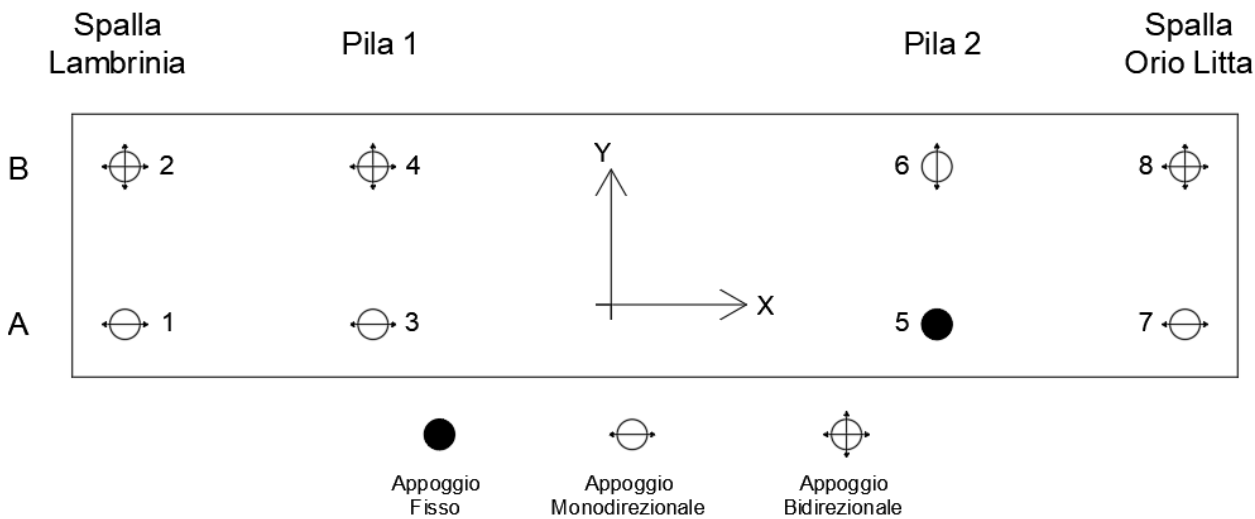 Spalla
Lambrinia
Pila 1
Pila 2
Spalla
Orio Litta
B
2
4
Y
6
8
A
1
3
X
5
7
Appoggio
Fisso
Appoggio
Monodirezionale
Appoggio
Bidirezionale